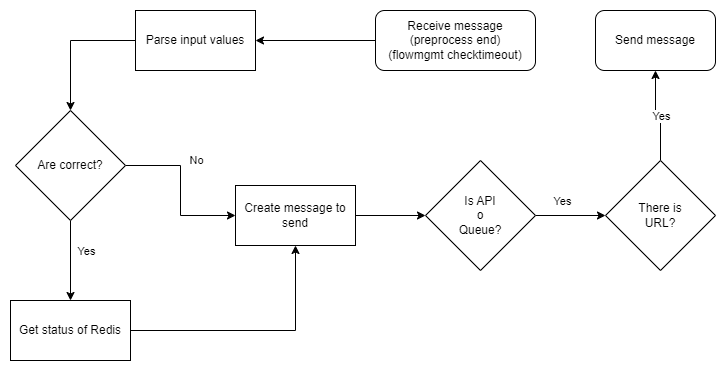 Parse input values
Receive message
(preprocess end)
(flowmgmt checktimeout)
Send message
Yes
Are correct?
No
Create message to
send
Is API
o
Queue?
Yes
There is
URL?
Yes
Get status of Redis